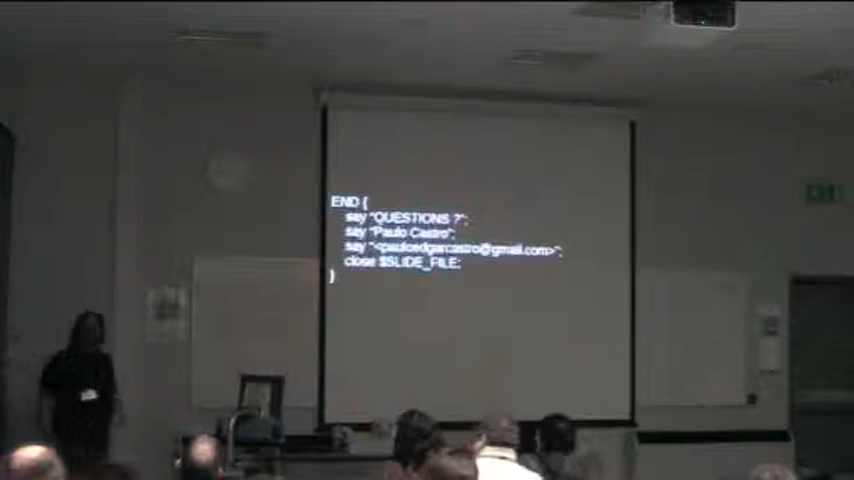 END {
say "QUESTIONS ?";
say "Paulo Castro";
say "<pauloedgarcastro@gmail.com>";
close $SLIDE_FILE;
}